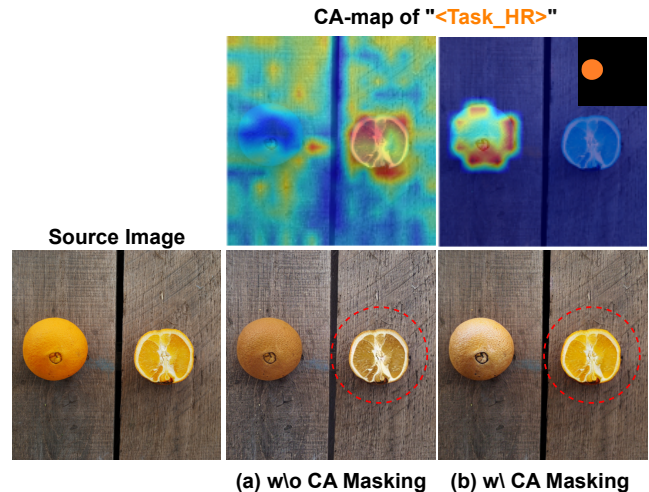 CA-map of "<Task_HR>"
Source Image
(a) w\o CA Masking
(b) w\ CA Masking